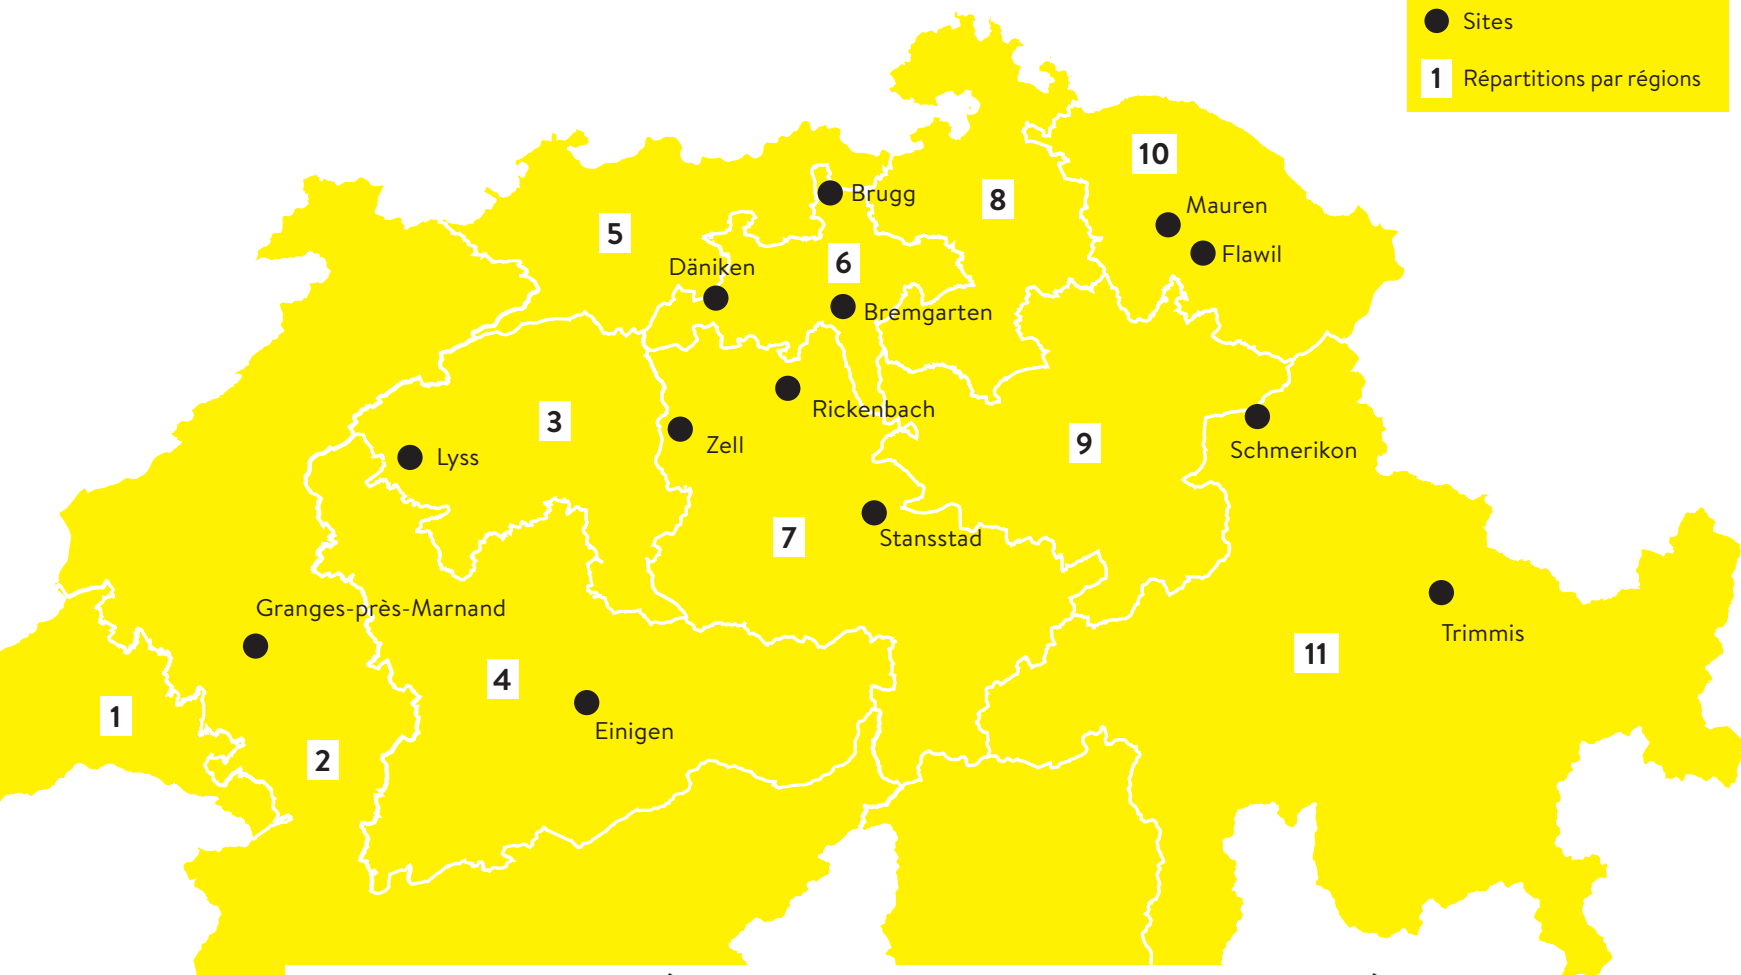 Sites
1 Répartitions par régions
10
Brugg
8
Mauren
5
Flawil
6
Däniken
Bremgarten
Rickenbach
3
9
Zell
Schmerikon
Lyss
7
Stansstad
Granges-près-Marnand
Trimmis
11
4
1
Einigen
2